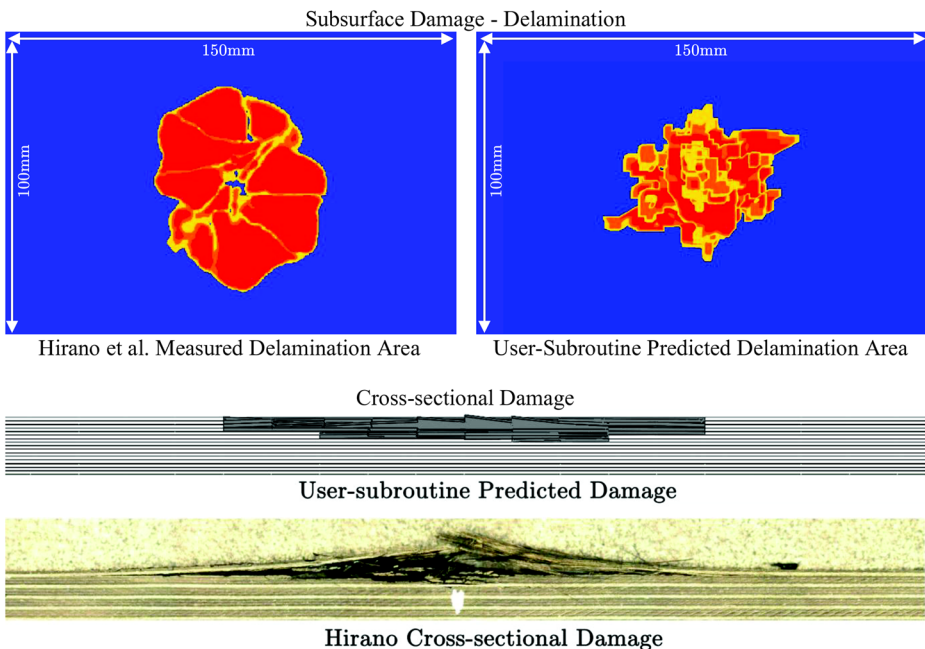 Subsurface Damage - Delamination
150mm
150mm
100mm
100mm
Hirano et al. Measured Delamination Area
User-Subroutine Predicted Delamination Area
Cross-sectional Damage
User-subroutine Predicted Damage
Hirano Cross-sectional Damage